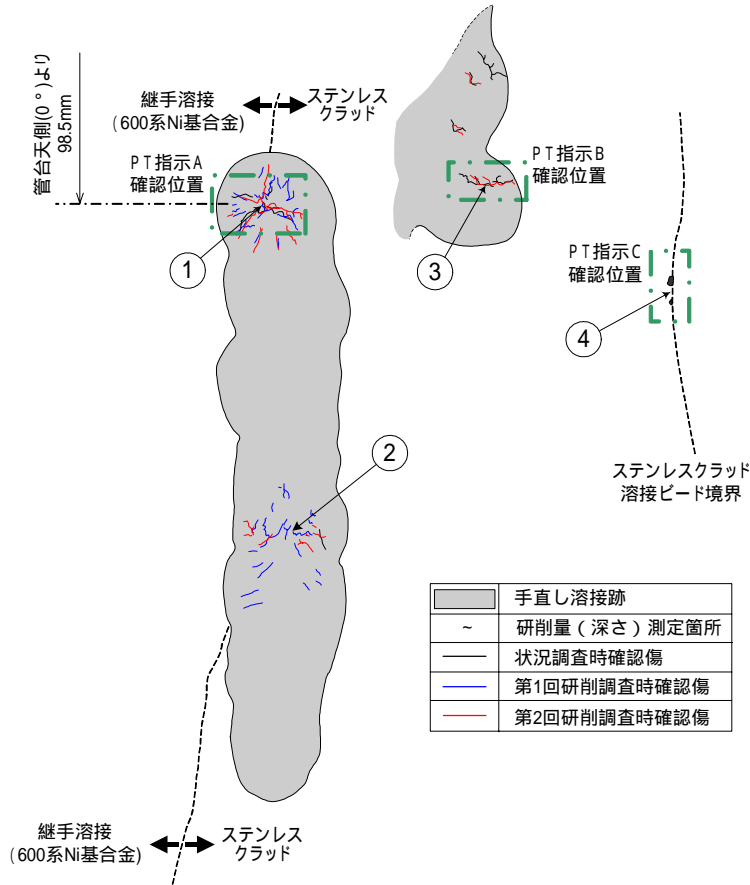 管台天側(0°)より
98.5mm
継手溶接
(600系Ni基合金)
ステンレス
クラッド
PT指示A
確認位置
PT指示B
確認位置
PT指示C
確認位置
1
3
4
2
ステンレスクラッド
溶接ビード境界
手直し溶接跡
~ 研削量(深さ)測定箇所
状況調査時確認傷
第1回研削調査時確認傷
第2回研削調査時確認傷
継手溶接
(600系Ni基合金)
ステンレス
クラッド